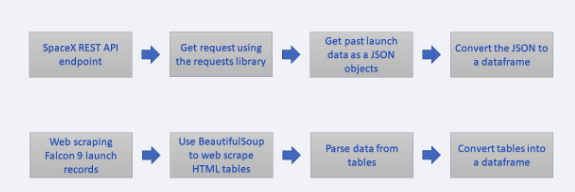 SpaceX REST API
endpoint
Get request using
the requests library
Get past launch
data as a JSON
objects
Convert the JSON to
a dataframe
Web scraping
Falcon 9 launch
records
Use BeautifulSoup
to web scrape
HTML tables
Parse data from
tables
Convert tables into
a dataframe